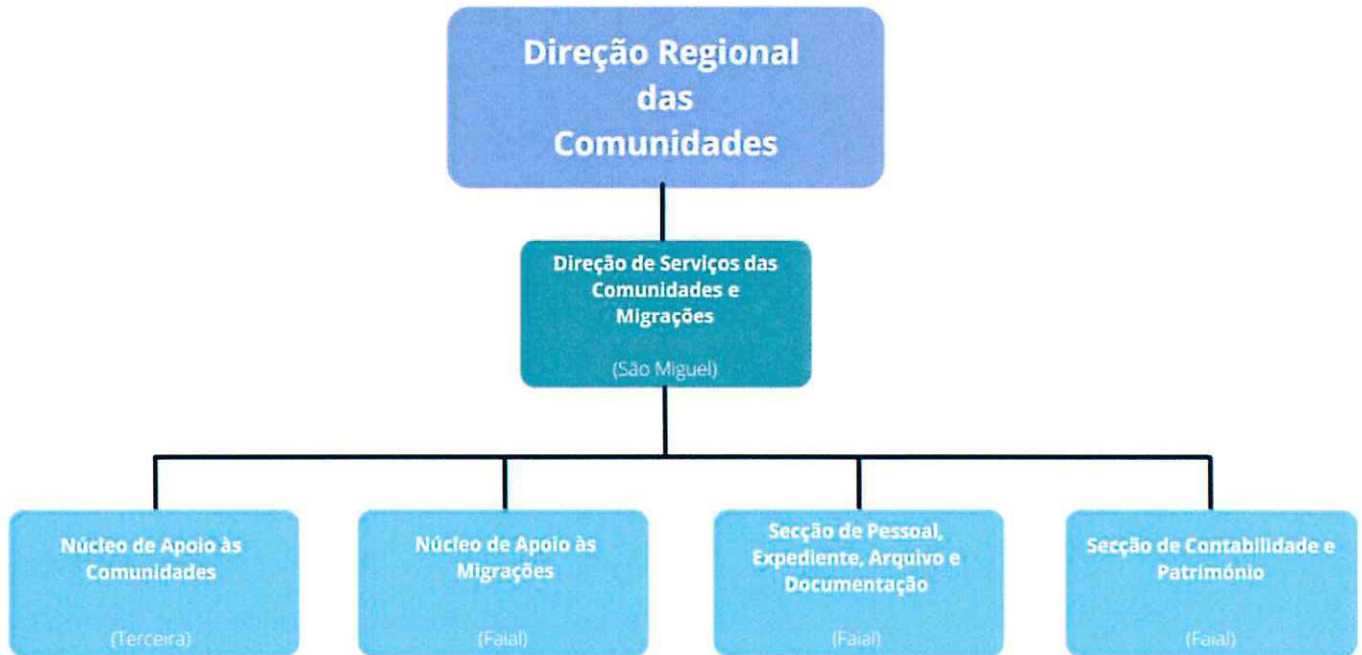 Direção Regional
das
Comunidades
Direção de Serviços das
Comunidades e
Migrações
(São Miguel)
Núcleo de Apoio às
Comunidades
(Terceira)
Núcleo de Apoio às
Migrações
(Faial)
Secção de Pessoal,
Expediente, Arquivo e
Documentação
(Faial)
Secção de Contabilidade e
Património
(Faial)